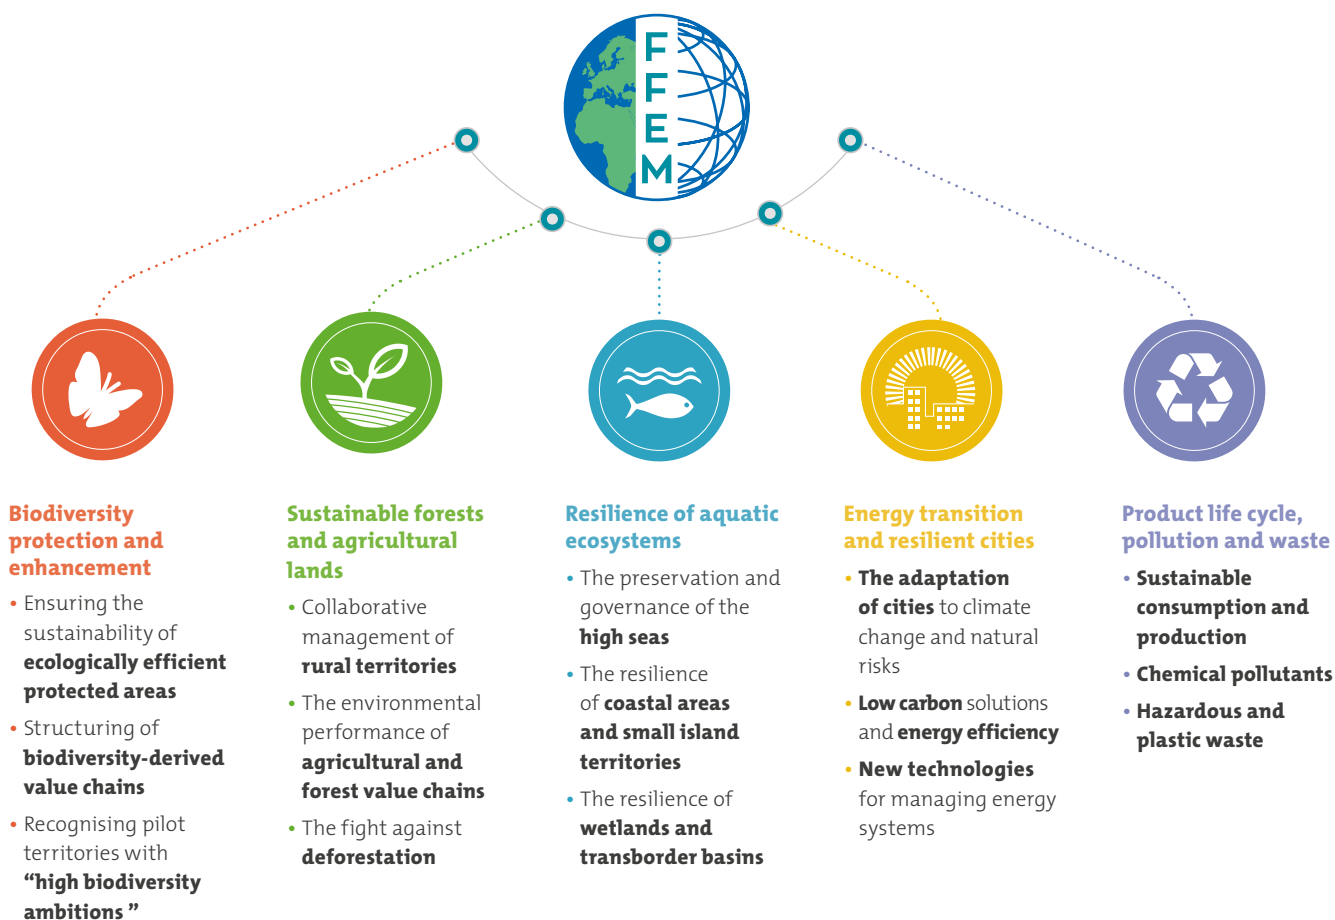 F
F
E
M
Biodiversity
protection and
enhancement
• Ensuring the
sustainability of
ecologically efficient
protected areas
• Structuring of
biodiversity-derived
value chains
• Recognising pilot
territories with
“high biodiversity
ambitions ”
Sustainable forests
and agricultural
lands
• Collaborative
management of
rural territories
• The environmental
performance of
agricultural and
forest value chains
• The fight against
deforestation
Resilience of aquatic
ecosystems
• The preservation and
governance of the
high seas
• The resilience
of coastal areas
and small island
territories
• The resilience of
wetlands and
transborder basins
Energy transition
and resilient cities
• The adaptation
of cities to climate
change and natural
risks
• Low carbon solutions
and energy efficiency
• New technologies
for managing energy
systems
Product life cycle,
pollution and waste
• Sustainable
consumption and
production
• Chemical pollutants
• Hazardous and
plastic waste